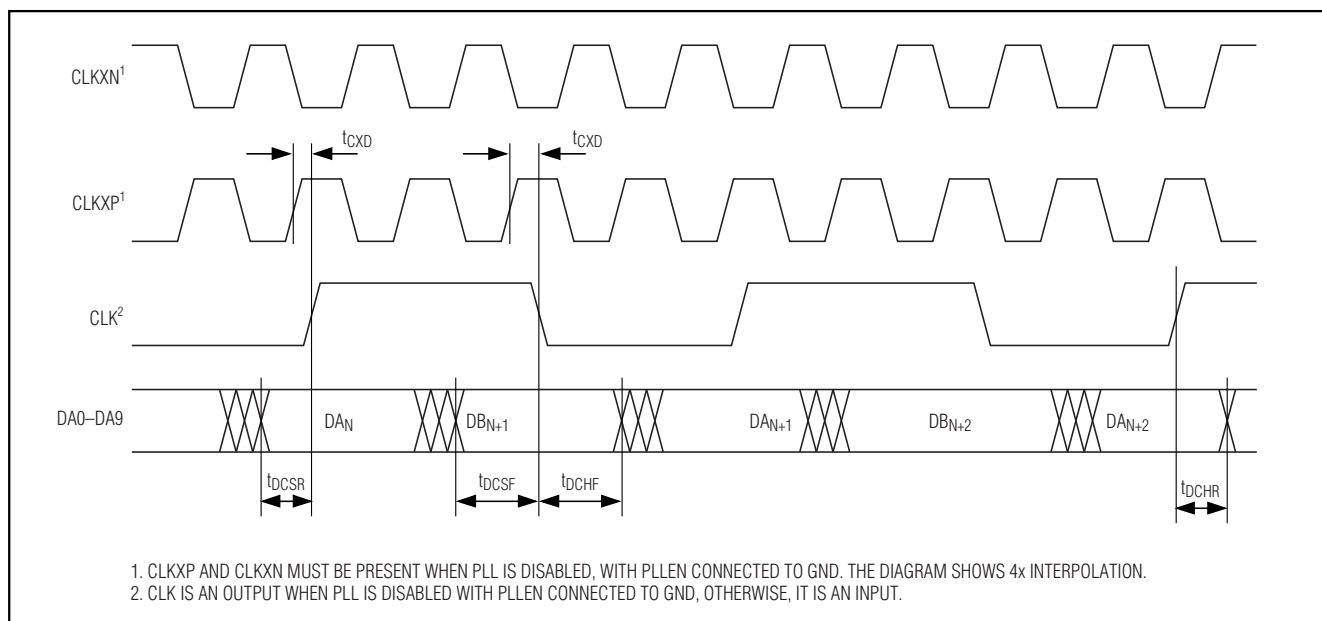 CLKXN¹
tCXD tCXD
CLKXP¹
CLK²
DA0–DA9 DAN DBN+1 DAN+1 DBN+2 DAN+2
tDCSR tDCSF tDCHF tDCHR
1. CLKXP AND CLKXN MUST BE PRESENT WHEN PLL IS DISABLED, WITH PLLEN CONNECTED TO GND. THE DIAGRAM SHOWS 4x INTERPOLATION.
2. CLK IS AN OUTPUT WHEN PLL IS DISABLED WITH PLLEN CONNECTED TO GND, OTHERWISE, IT IS AN INPUT.